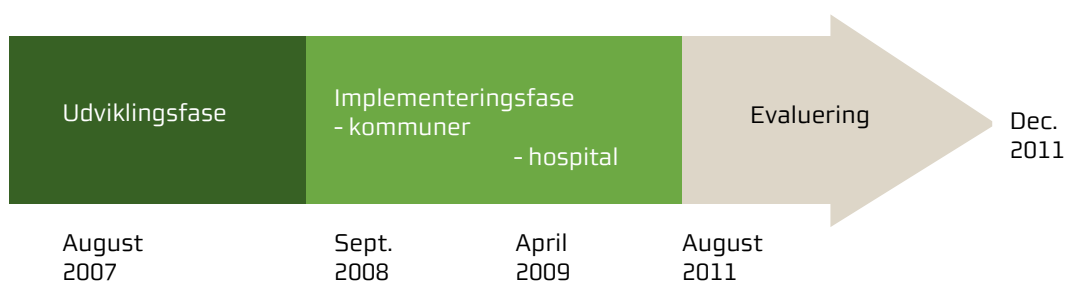 Udviklingsfase
Implementeringsfase
- kommuner
- hospital
Evaluering
Dec.
2011
August
2007
Sept.
2008
April
2009
August
2011